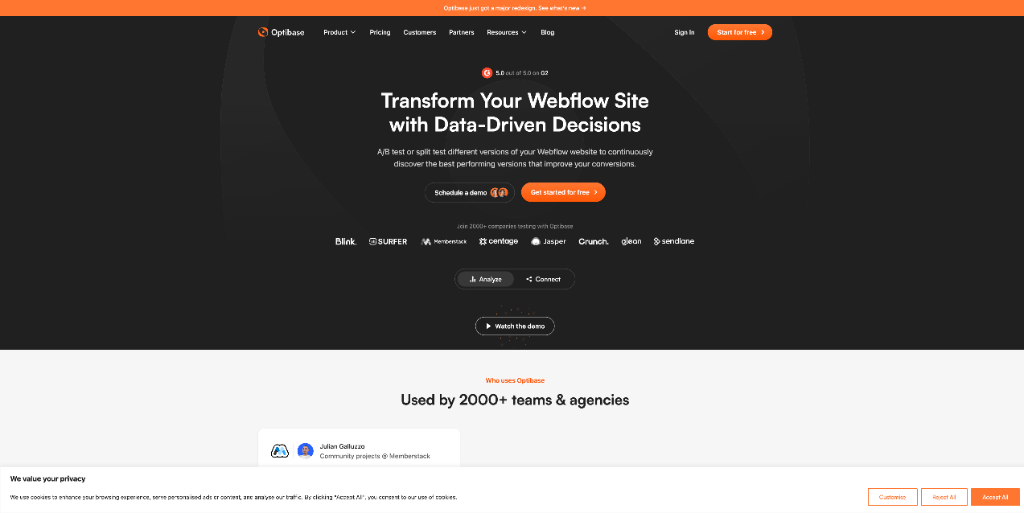 Optibase just got a major redesign. See what's new →
Optibase Product Pricing Customers Partners Resources Blog Sign In Start for free
5.0 out of 5.0 on G2
Transform Your Webflow Site
with Data-Driven Decisions
A/B test or split test different versions of your Webflow website to continuously
discover the best performing versions that improve your conversions.
Schedule a demo Get started for free
Join 2000+ companies testing with Optibase
Blink. SURFER Memberstack centage Jasper Crunch. glean sendlane
Analyze Connect
Watch the demo
Who uses Optibase
Used by 2000+ teams & agencies
Julian Galluzzo
Community projects @ Memberstack
We value your privacy
We use cookies to enhance your browsing experience, serve personalised ads or content, and analyse our traffic. By clicking "Accept All", you consent to our use of cookies.
Customise Reject All Accept All